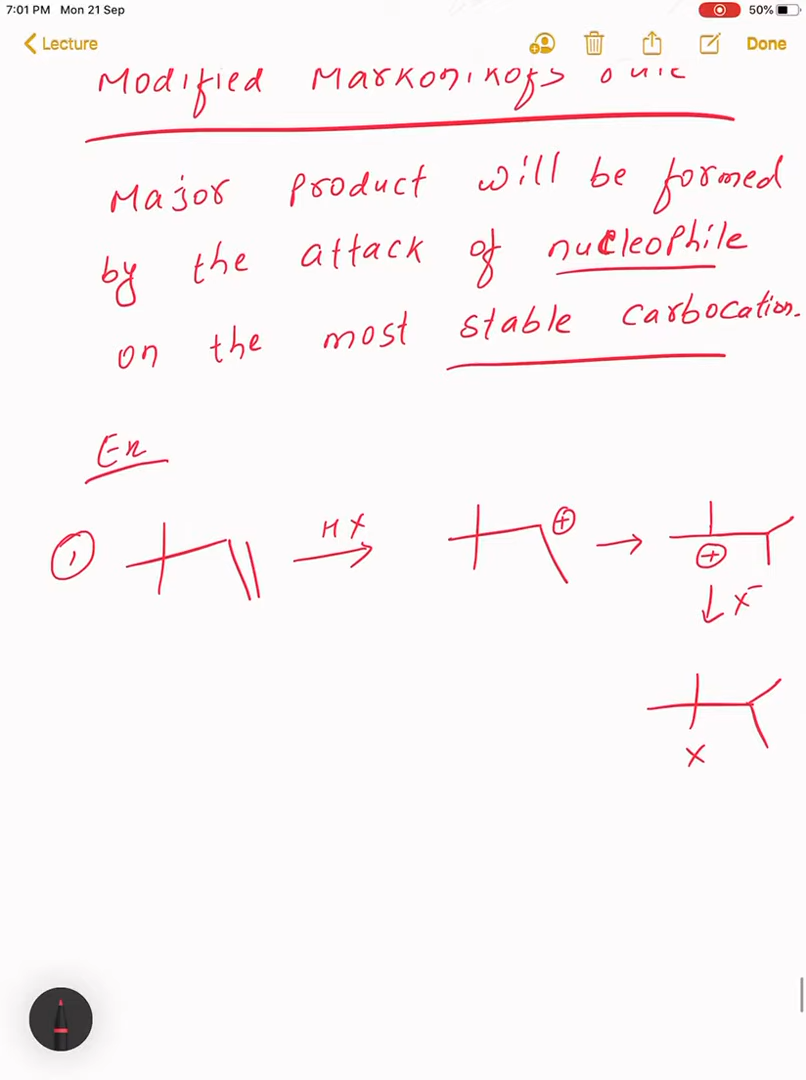 7:01 PM Mon 21 Sep
50%
Lecture
Done
Modified Markonikofs
Major product will be formed
by the attack of nucleophile
on the most stable carbocation.
Ex
1 HX + → +
↓ X⁻
X